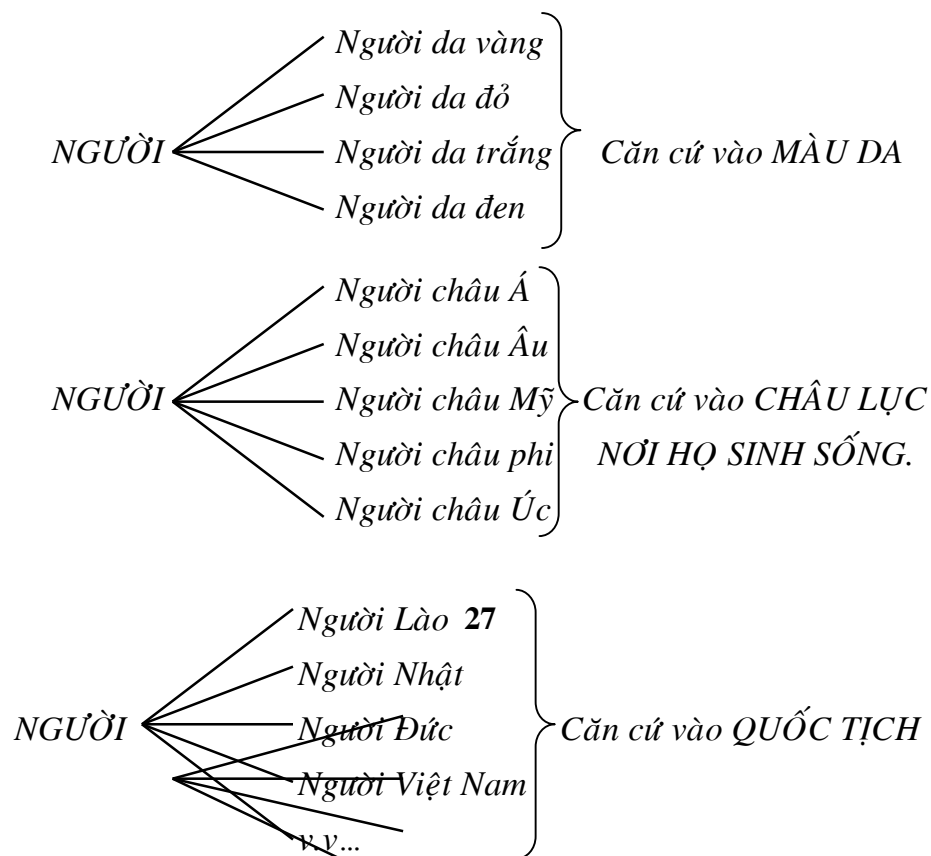 Người da vàng
Người da đỏ
NGƯỜI Người da trắng Căn cứ vào MÀU DA
Người da đen
Người châu Á
Người châu Âu
NGƯỜI Người châu Mỹ Căn cứ vào CHÂU LỤC
Người châu phi NƠI HỌ SINH SỐNG.
Người châu Úc
Người Lào 27
Người Nhật
NGƯỜI Người Đức Căn cứ vào QUỐC TỊCH
Người Việt Nam
v.v...